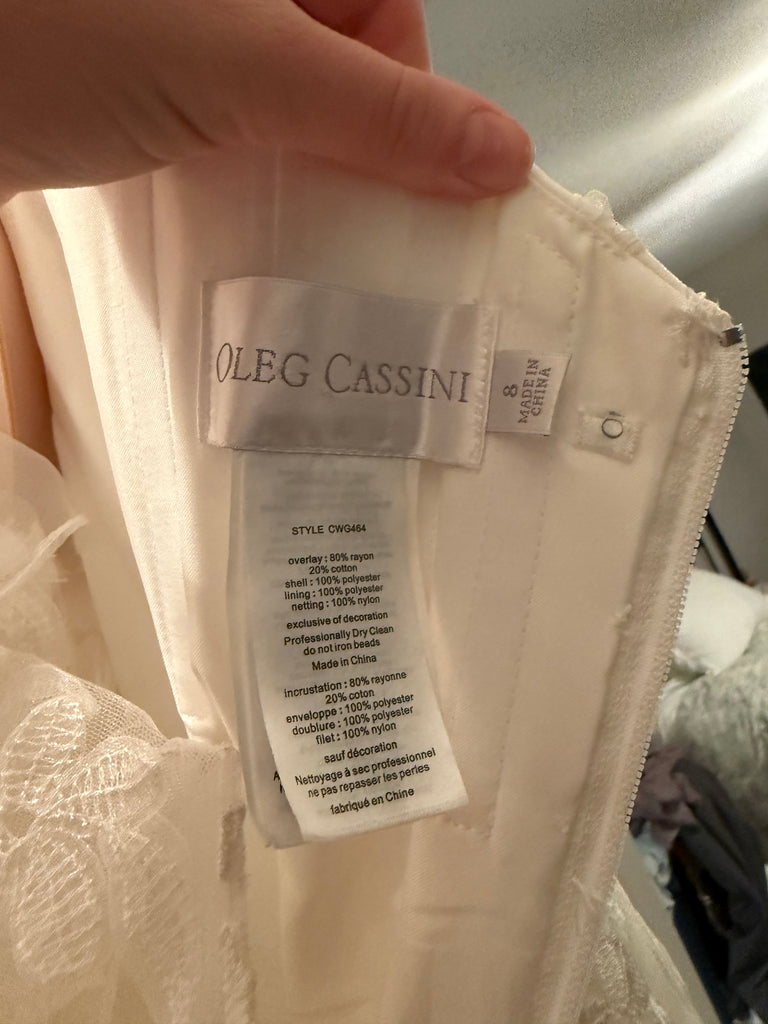 OLEG CASSINI
8
MADE IN
CHINA
STYLE CWG464
overlay : 80% rayon
20% cotton
shell : 100% polyester
lining : 100% polyester
netting : 100% nylon
exclusive of decoration
Professionally Dry Clean
do not iron beads
Made in China
incrustation : 80% rayonne
20% coton
enveloppe : 100% polyester
doublure : 100% polyester
filet : 100% nylon
sauf décoration
Nettoyage à sec professionnel
ne pas repasser les perles
fabriqué en Chine